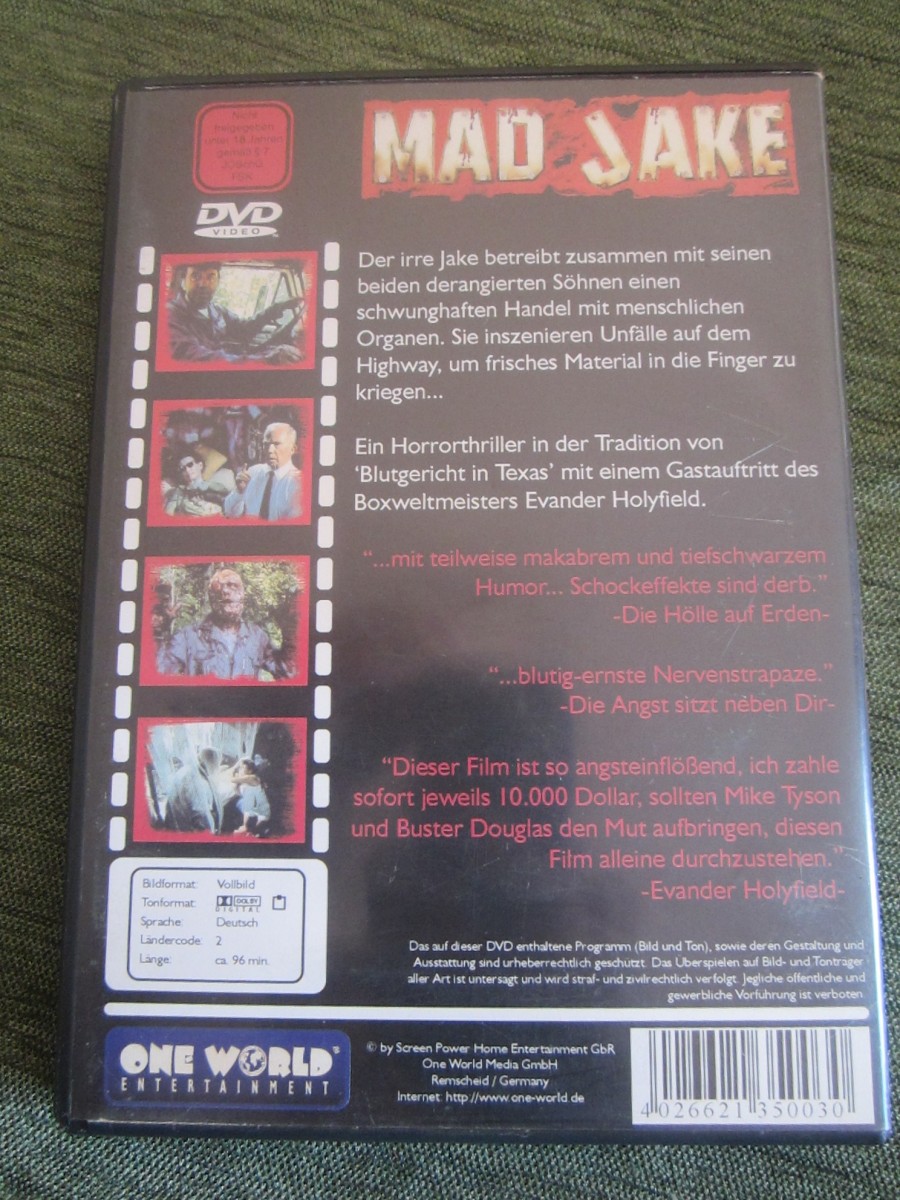 Nicht
freigegeben
unter 18 Jahren
gemäß § 7
JÖSchG
FSK
MAD JAKE
DVD
VIDEO
Der irre Jake betreibt zusammen mit seinen
beiden derangierten Söhnen einen
schwunghaften Handel mit menschlichen
Organen. Sie inszenieren Unfälle auf dem
Highway, um frisches Material in die Finger zu
kriegen...
Ein Horrorthriller in der Tradition von
‘Blutgericht in Texas’ mit einem Gastauftritt des
Boxweltmeisters Evander Holyfield.
“...mit teilweise makabrem und tiefschwarzem
Humor... Schockeffekte sind derb.”
-Die Hölle auf Erden-
“...blutig-ernste Nervenstrapaze.”
-Die Angst sitzt neben Dir-
“Dieser Film ist so angsteinflößend, ich zahle
sofort jeweils 10.000 Dollar, sollten Mike Tyson
und Buster Douglas den Mut aufbringen, diesen
Film alleine durchzustehen.”
-Evander Holyfield-
Bildformat: Vollbild
Tonformat: DOLBY
DIGITAL
Sprache: Deutsch
Ländercode: 2
Länge: ca. 96 min.
Das auf dieser DVD enthaltene Programm (Bild und Ton), sowie deren Gestaltung und
Ausstattung sind urheberrechtlich geschützt. Das Überspielen auf Bild- und Tonträger
aller Art ist untersagt und wird straf- und zivilrechtlich verfolgt. Jegliche öffentliche und
gewerbliche Vorführung ist verboten
ONE WORLD
ENTERTAINMENT
© by Screen Power Home Entertainment GbR
One World Media GmbH
Remscheid / Germany
Internet: http://www.one-world.de
4 026621 350030